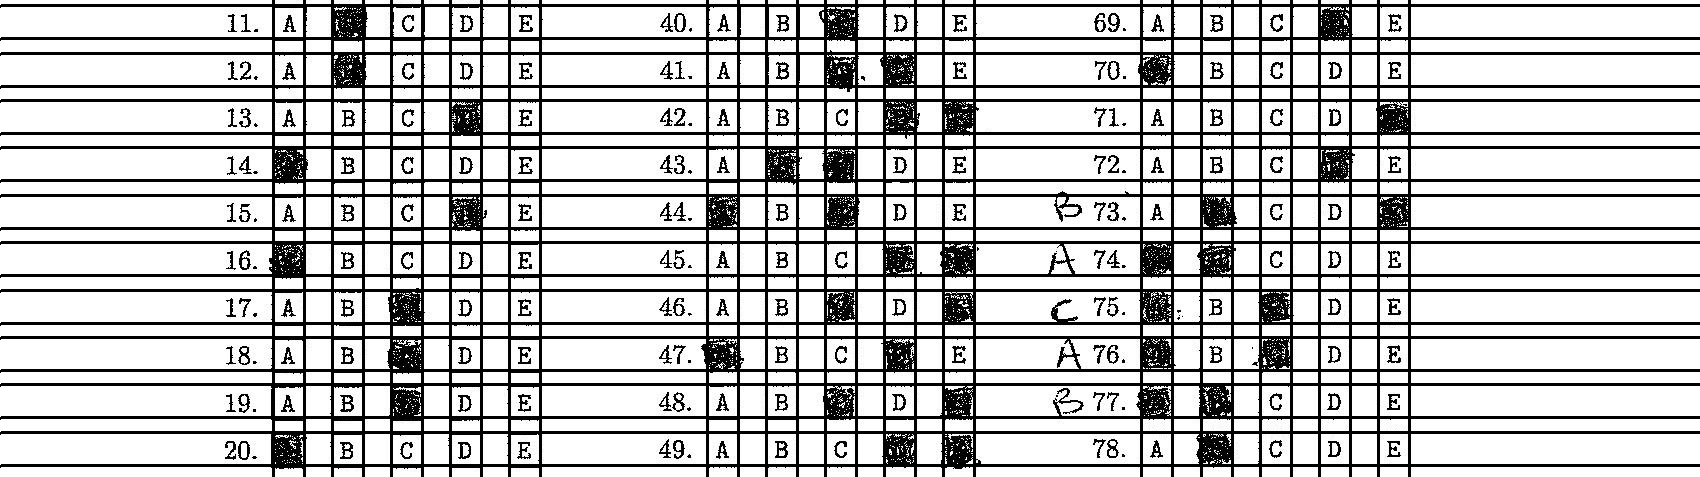 11. A C D E 40. A B D E 69. A B C E
12. A C D E 41. A B E 70. B C D E
13. A B C E 42. A B C 71. A B C D
14. B C D E 43. A D E 72. A B C E
15. A B C E 44. B D E B 73. A C D
16. B C D E 45. A B C A 74. C D E
17. A B D E 46. A B D C 75. B D E
18. A B D E 47. B C E A 76. B D E
19. A B D E 48. A B D B 77. C D E
20. B C D E 49. A B C 78. A C D E